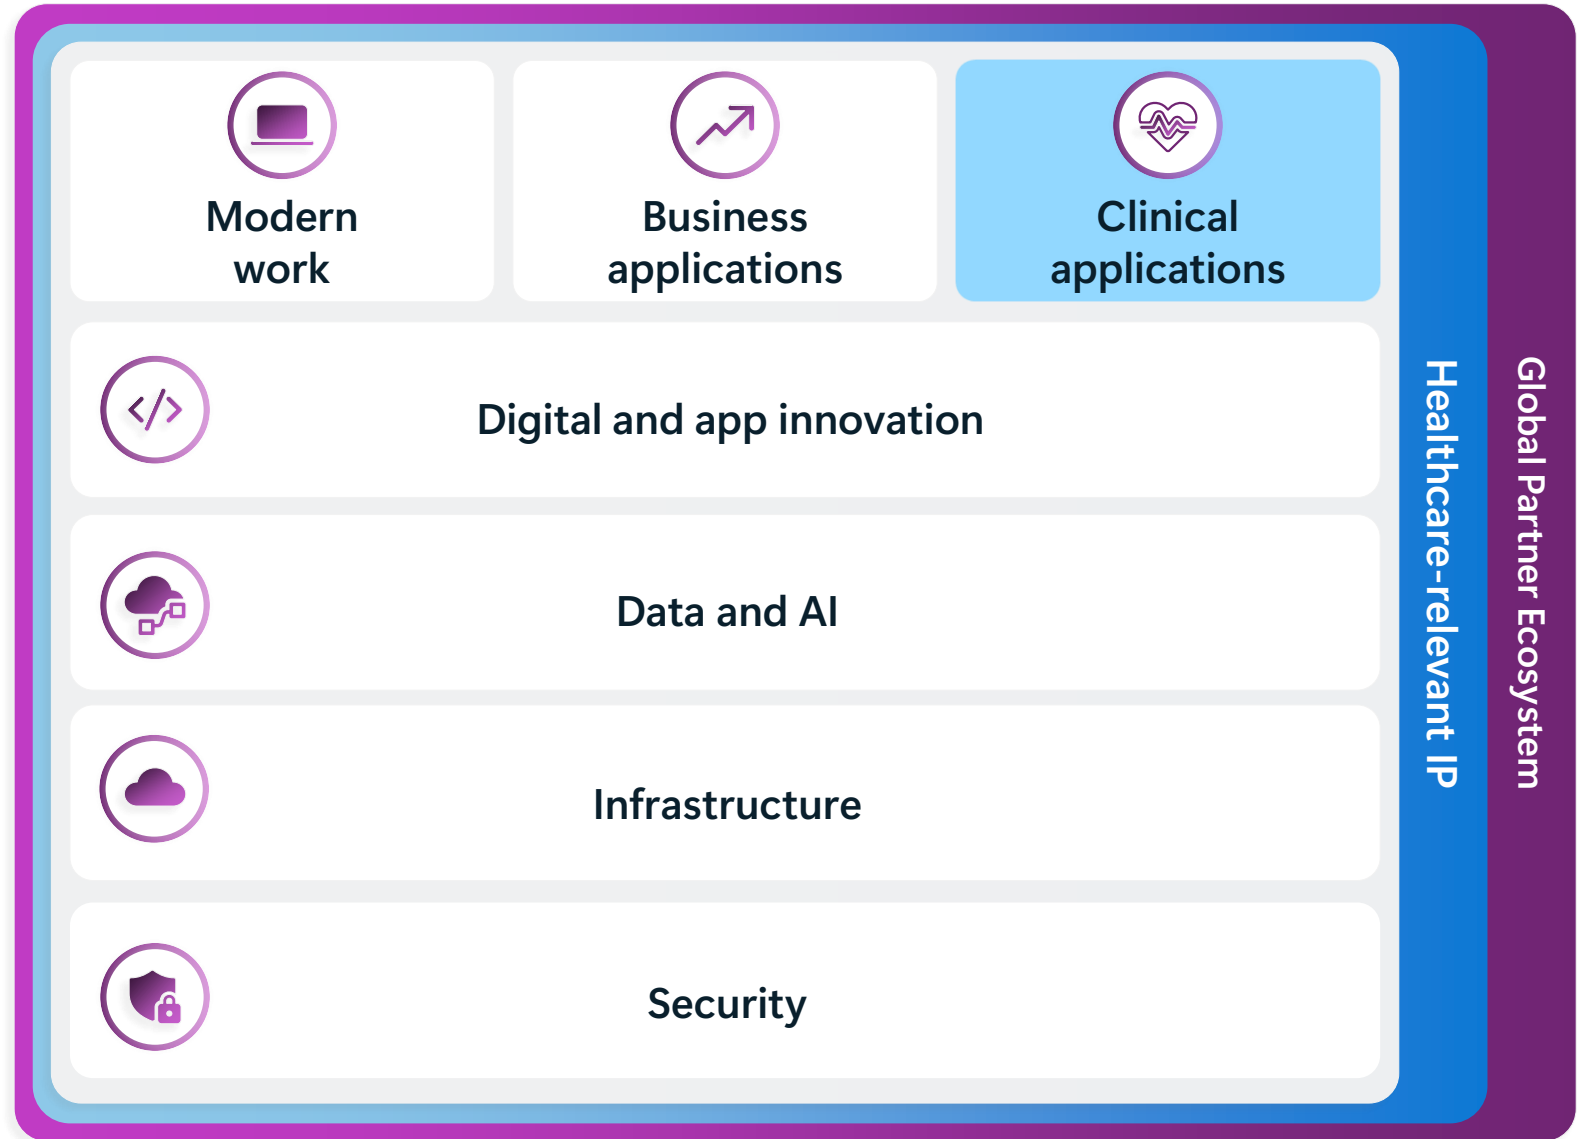 Modern
work
Business
applications
Clinical
applications
Digital and app innovation
Data and AI
Infrastructure
Security
Healthcare-relevant IP
Global Partner Ecosystem